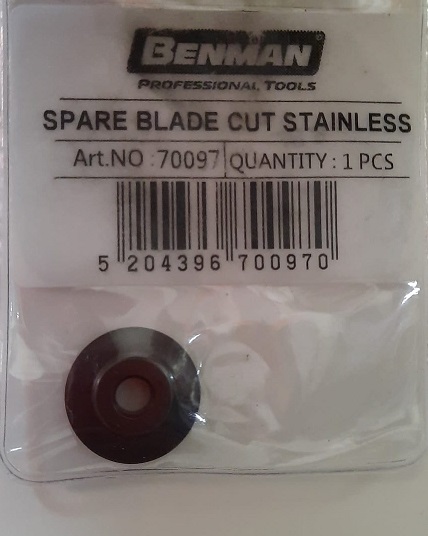 BENMAN
PROFESSIONAL TOOLS
SPARE BLADE CUT STAINLESS
Art.NO :70097 QUANTITY : 1 PCS
5 204396 700970